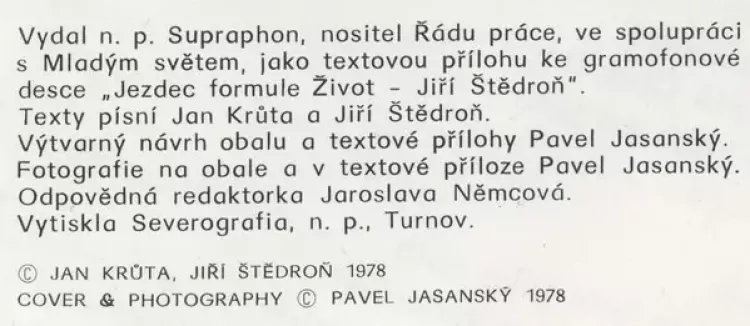 Vydal n. p. Supraphon, nositel Řádu práce, ve spolupráci
s Mladým světem, jako textovou přílohu ke gramofonové
desce „Jezdec formule Život – Jiří Štědroň".
Texty písní Jan Krůta a Jiří Štědroň.
Výtvarný návrh obalu a textové přílohy Pavel Jasanský.
Fotografie na obale a v textové příloze Pavel Jasanský.
Odpovědná redaktorka Jaroslava Němcová.
Vytiskla Severografia, n. p., Turnov.
© JAN KRŮTA, JIŘÍ ŠTĚDROŇ 1978
COVER & PHOTOGRAPHY © PAVEL JASANSKÝ 1978